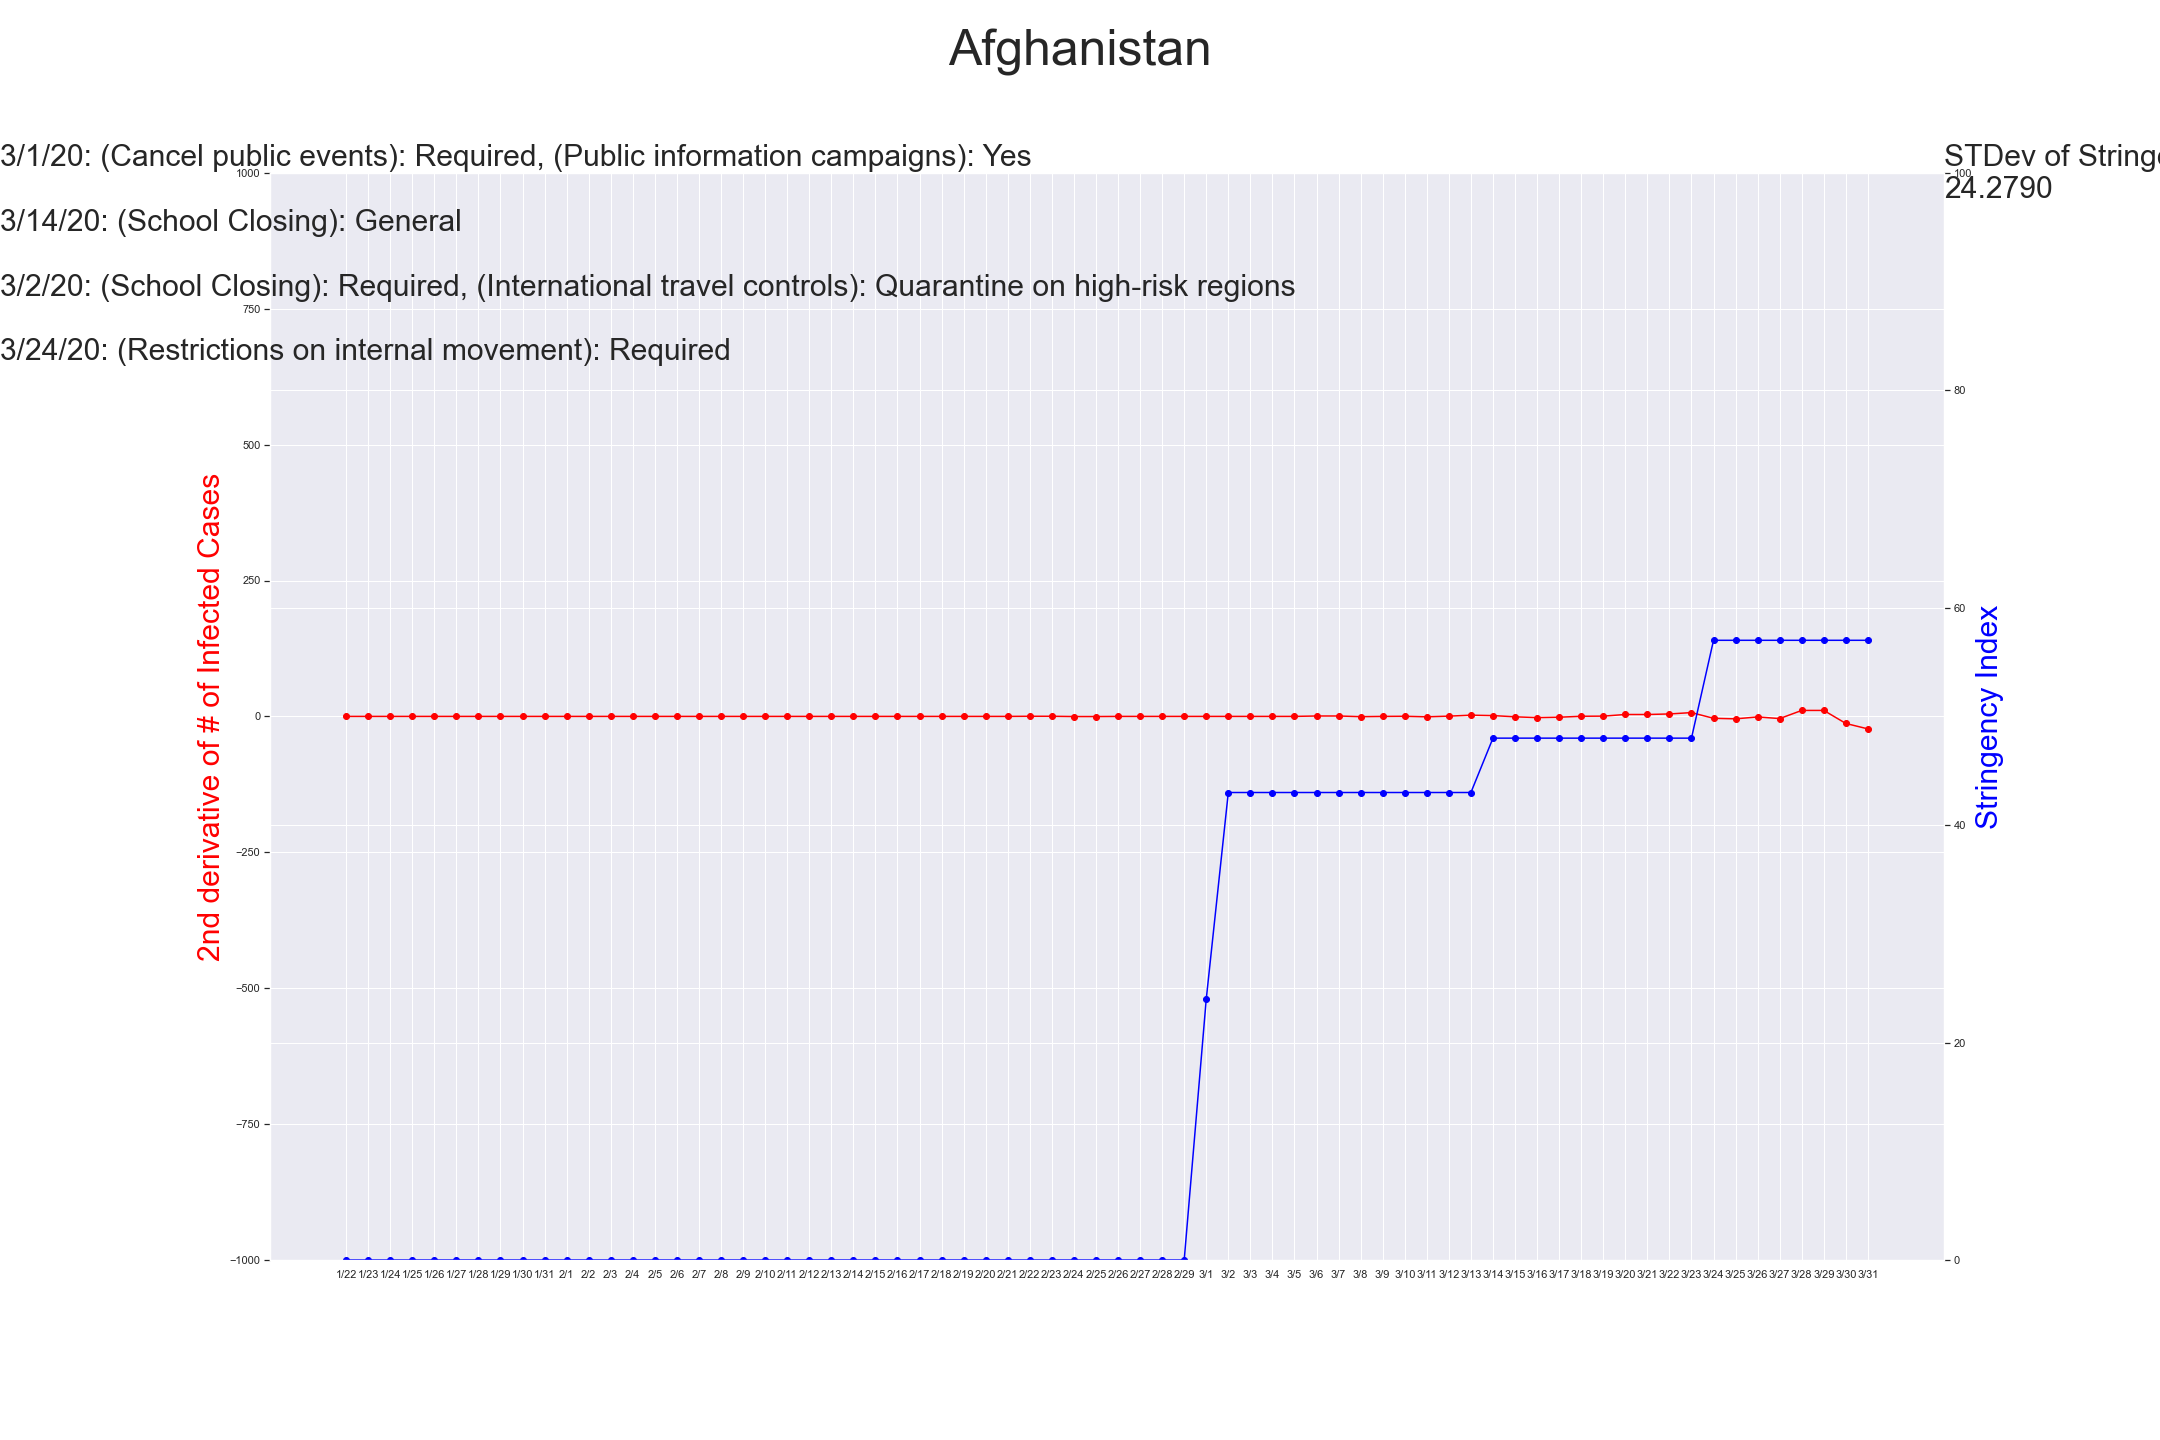 Afghanistan
3/1/20: (Cancel public events): Required, (Public information campaigns): Yes
STDev of String
24.2790
3/14/20: (School Closing): General
3/2/20: (School Closing): Required, (International travel controls): Quarantine on high-risk regions
3/24/20: (Restrictions on internal movement): Required
2nd derivative of # of Infected Cases
1000
750
500
250
0
−250
−500
−750
−1000
Stringency Index
100
80
60
40
20
0
1/22 1/23 1/24 1/25 1/26 1/27 1/28 1/29 1/30 1/31 2/1 2/2 2/3 2/4 2/5 2/6 2/7 2/8 2/9 2/10 2/11 2/12 2/13 2/14 2/15 2/16 2/17 2/18 2/19 2/20 2/21 2/22 2/23 2/24 2/25 2/26 2/27 2/28 2/29 3/1 3/2 3/3 3/4 3/5 3/6 3/7 3/8 3/9 3/10 3/11 3/12 3/13 3/14 3/15 3/16 3/17 3/18 3/19 3/20 3/21 3/22 3/23 3/24 3/25 3/26 3/27 3/28 3/29 3/30 3/31